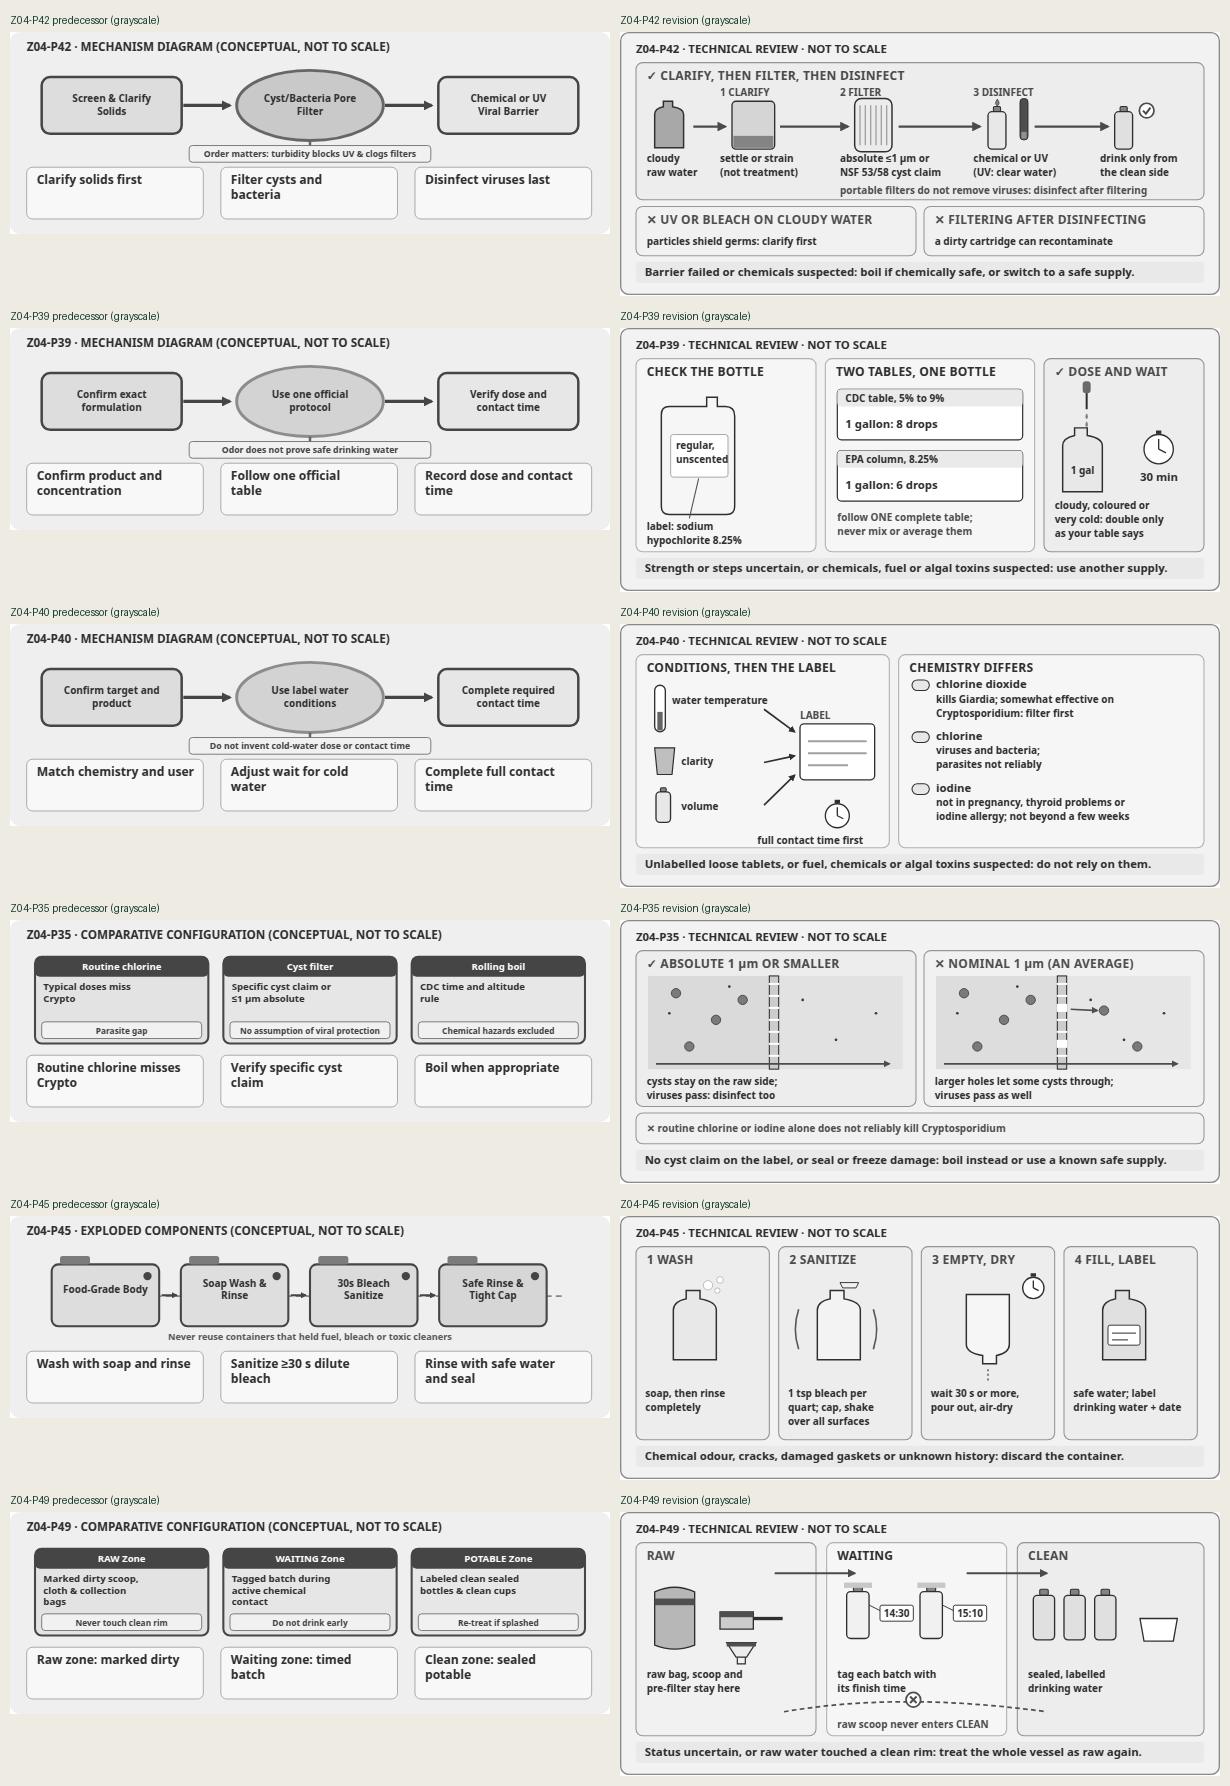 Z04-P42 predecessor (grayscale)
Z04-P42 · MECHANISM DIAGRAM (CONCEPTUAL, NOT TO SCALE)
Screen & Clarify
Solids
Cyst/Bacteria Pore
Filter
Chemical or UV
Viral Barrier
Order matters: turbidity blocks UV & clogs filters
Clarify solids first
Filter cysts and
bacteria
Disinfect viruses last
Z04-P42 revision (grayscale)
Z04-P42 · TECHNICAL REVIEW · NOT TO SCALE
✓ CLARIFY, THEN FILTER, THEN DISINFECT
1 CLARIFY
2 FILTER
3 DISINFECT
cloudy
raw water
settle or strain
(not treatment)
absolute ≤1 µm or
NSF 53/58 cyst claim
chemical or UV
(UV: clear water)
drink only from
the clean side
portable filters do not remove viruses: disinfect after filtering
✕ UV OR BLEACH ON CLOUDY WATER
particles shield germs: clarify first
✕ FILTERING AFTER DISINFECTING
a dirty cartridge can recontaminate
Barrier failed or chemicals suspected: boil if chemically safe, or switch to a safe supply.
Z04-P39 predecessor (grayscale)
Z04-P39 · MECHANISM DIAGRAM (CONCEPTUAL, NOT TO SCALE)
Confirm exact
formulation
Use one official
protocol
Verify dose and
contact time
Odor does not prove safe drinking water
Confirm product and
concentration
Follow one official
table
Record dose and contact
time
Z04-P39 revision (grayscale)
Z04-P39 · TECHNICAL REVIEW · NOT TO SCALE
CHECK THE BOTTLE
regular,
unscented
label: sodium
hypochlorite 8.25%
TWO TABLES, ONE BOTTLE
CDC table, 5% to 9%
1 gallon: 8 drops
EPA column, 8.25%
1 gallon: 6 drops
follow ONE complete table;
never mix or average them
✓ DOSE AND WAIT
1 gal
30 min
cloudy, coloured or
very cold: double only
as your table says
Strength or steps uncertain, or chemicals, fuel or algal toxins suspected: use another supply.
Z04-P40 predecessor (grayscale)
Z04-P40 · MECHANISM DIAGRAM (CONCEPTUAL, NOT TO SCALE)
Confirm target and
product
Use label water
conditions
Complete required
contact time
Do not invent cold-water dose or contact time
Match chemistry and user
Adjust wait for cold
water
Complete full contact
time
Z04-P40 revision (grayscale)
Z04-P40 · TECHNICAL REVIEW · NOT TO SCALE
CONDITIONS, THEN THE LABEL
water temperature
LABEL
clarity
volume
full contact time first
CHEMISTRY DIFFERS
chlorine dioxide
kills Giardia; somewhat effective on
Cryptosporidium: filter first
chlorine
viruses and bacteria;
parasites not reliably
iodine
not in pregnancy, thyroid problems or
iodine allergy; not beyond a few weeks
Unlabelled loose tablets, or fuel, chemicals or algal toxins suspected: do not rely on them.
Z04-P35 predecessor (grayscale)
Z04-P35 · COMPARATIVE CONFIGURATION (CONCEPTUAL, NOT TO SCALE)
Routine chlorine
Typical doses miss
Crypto
Parasite gap
Cyst filter
Specific cyst claim or
≤1 µm absolute
No assumption of viral protection
Rolling boil
CDC time and altitude
rule
Chemical hazards excluded
Routine chlorine misses
Crypto
Verify specific cyst
claim
Boil when appropriate
Z04-P35 revision (grayscale)
Z04-P35 · TECHNICAL REVIEW · NOT TO SCALE
✓ ABSOLUTE 1 µm OR SMALLER
cysts stay on the raw side;
viruses pass: disinfect too
✕ NOMINAL 1 µm (AN AVERAGE)
larger holes let some cysts through;
viruses pass as well
✕ routine chlorine or iodine alone does not reliably kill Cryptosporidium
No cyst claim on the label, or seal or freeze damage: boil instead or use a known safe supply.
Z04-P45 predecessor (grayscale)
Z04-P45 · EXPLODED COMPONENTS (CONCEPTUAL, NOT TO SCALE)
Food-Grade Body
Soap Wash &
Rinse
30s Bleach
Sanitize
Safe Rinse &
Tight Cap
Never reuse containers that held fuel, bleach or toxic cleaners
Wash with soap and rinse
Sanitize ≥30 s dilute
bleach
Rinse with safe water
and seal
Z04-P45 revision (grayscale)
Z04-P45 · TECHNICAL REVIEW · NOT TO SCALE
1 WASH
soap, then rinse
completely
2 SANITIZE
1 tsp bleach per
quart; cap, shake
over all surfaces
3 EMPTY, DRY
wait 30 s or more,
pour out, air-dry
4 FILL, LABEL
safe water; label
drinking water + date
Chemical odour, cracks, damaged gaskets or unknown history: discard the container.
Z04-P49 predecessor (grayscale)
Z04-P49 · COMPARATIVE CONFIGURATION (CONCEPTUAL, NOT TO SCALE)
RAW Zone
Marked dirty scoop,
cloth & collection
bags
Never touch clean rim
WAITING Zone
Tagged batch during
active chemical
contact
Do not drink early
POTABLE Zone
Labeled clean sealed
bottles & clean cups
Re-treat if splashed
Raw zone: marked dirty
Waiting zone: timed
batch
Clean zone: sealed
potable
Z04-P49 revision (grayscale)
Z04-P49 · TECHNICAL REVIEW · NOT TO SCALE
RAW
raw bag, scoop and
pre-filter stay here
WAITING
14:30
15:10
tag each batch with
its finish time
raw scoop never enters CLEAN
CLEAN
sealed, labelled
drinking water
Status uncertain, or raw water touched a clean rim: treat the whole vessel as raw again.